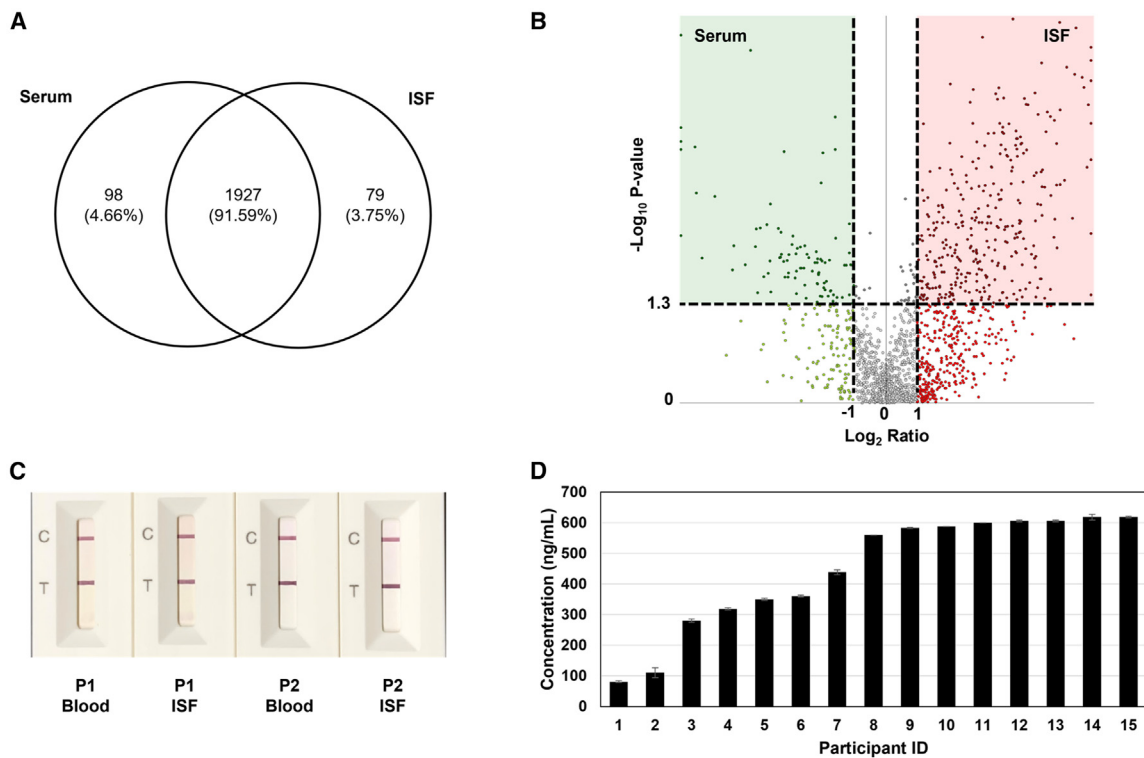 A
Serum
ISF
98
(4.66%)
1927
(91.59%)
79
(3.75%)
B
Serum
ISF
-Log₁₀ P-value
1.3
0
-1
0
1
Log₂ Ratio
C
C
T
C
T
C
T
C
T
P1
Blood
P1
ISF
P2
Blood
P2
ISF
D
Concentration (ng/mL)
700
600
500
400
300
200
100
0
1 2 3 4 5 6 7 8 9 10 11 12 13 14 15
Participant ID